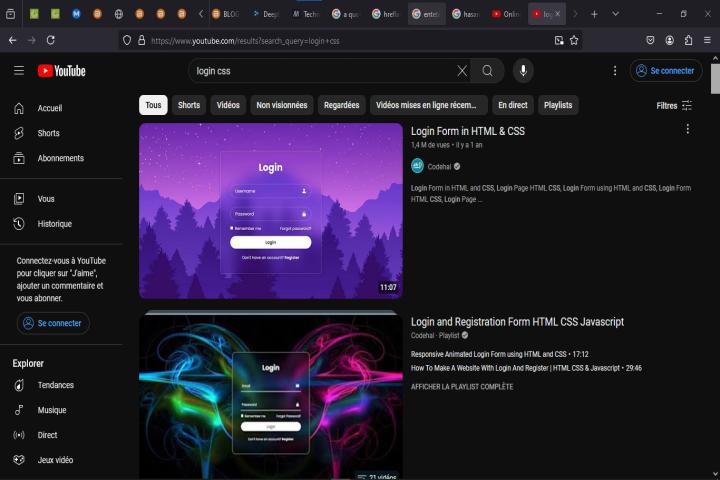 BLOG
Deepl
M Techn
a quo
hrefla
entet
hasan
Online
log
https://www.youtube.com/results?search_query=login+css
YouTube
login css
Se connecter
Tous
Shorts
Vidéos
Non visionnées
Regardées
Vidéos mises en ligne récem...
En direct
Playlists
Filtres
Accueil
Shorts
Abonnements
Vous
Historique
Connectez-vous à YouTube
pour cliquer sur "J'aime",
ajouter un commentaire et
vous abonner.
Se connecter
Explorer
Tendances
Musique
Direct
Jeux vidéo
Login
Username
Password
Remember me Forgot password?
Login
Don't have an account? Register
11:07
Login Form in HTML & CSS
1,4 M de vues • il y a 1 an
Codehal
Login Form in HTML and CSS, Login Page HTML CSS, Login Form using HTML and CSS, Login Form
HTML CSS, Login Page ...
Login
Email
Password
Remember me Forgot Password?
Login
Don't have an account? Register
21 vidéos
Login and Registration Form HTML CSS Javascript
Codehal · Playlist
Responsive Animated Login Form using HTML and CSS • 17:12
How To Make A Website With Login And Register | HTML CSS & Javascript • 29:46
AFFICHER LA PLAYLIST COMPLÈTE